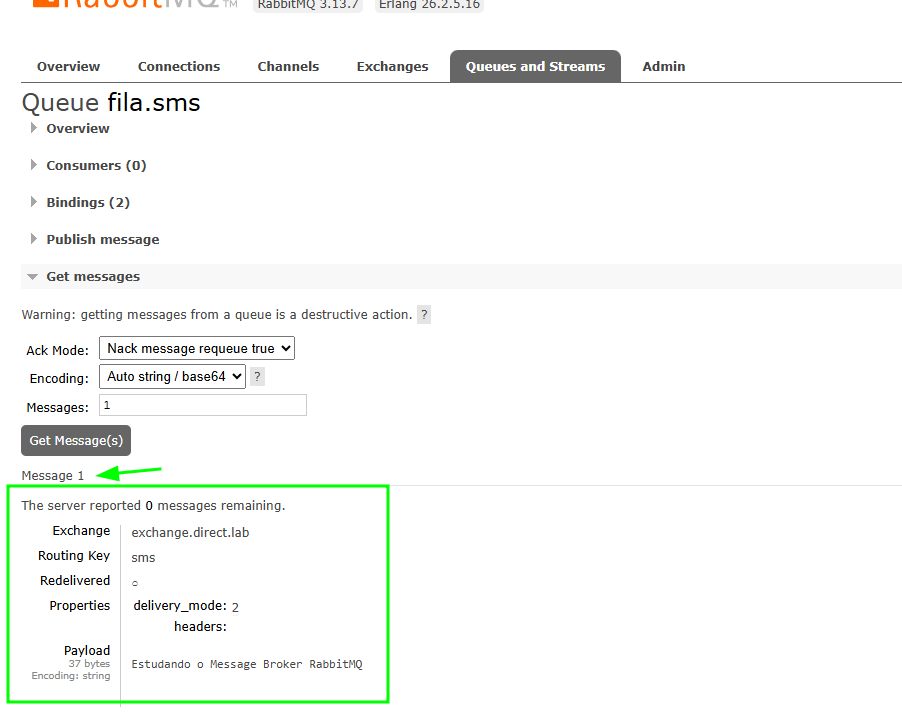 RabbitMQ TM RabbitMQ 3.13.7 Erlang 26.2.5.16
Overview Connections Channels Exchanges Queues and Streams Admin
Queue fila.sms
Overview
Consumers (0)
Bindings (2)
Publish message
Get messages
Warning: getting messages from a queue is a destructive action. ?
Ack Mode: Nack message requeue true
Encoding: Auto string / base64 ?
Messages: 1
Get Message(s)
Message 1
The server reported 0 messages remaining.
Exchange exchange.direct.lab
Routing Key sms
Redelivered ○
Properties delivery_mode: 2
headers:
Payload
37 bytes
Encoding: string
Estudando o Message Broker RabbitMQ